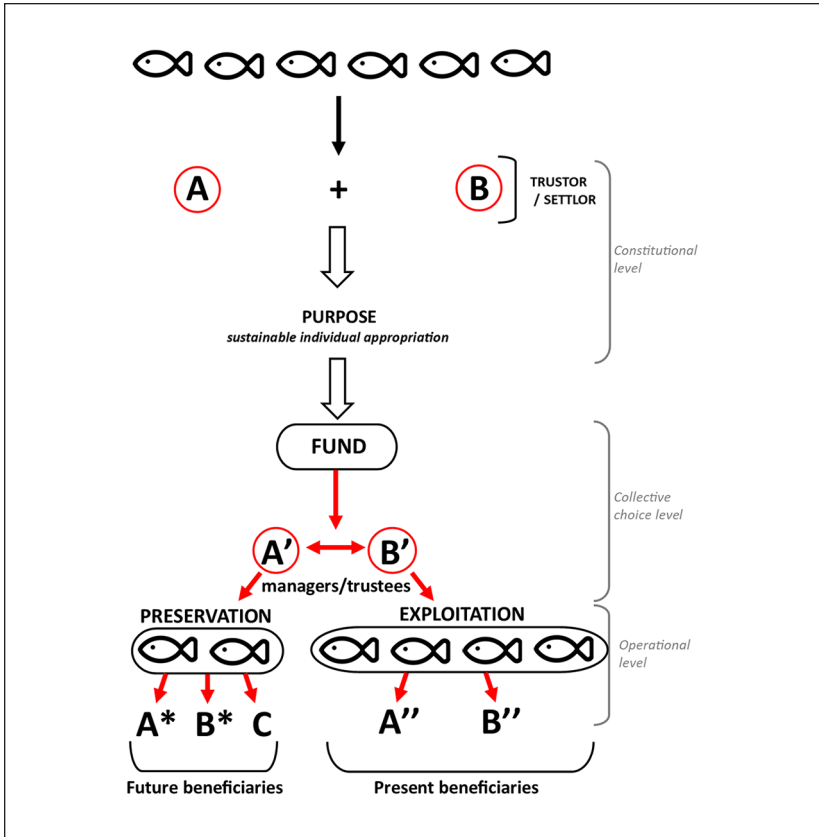 A + B
TRUSTOR
/ SETTLOR
Constitutional
level
PURPOSE
sustainable individual appropriation
FUND
Collective
choice level
A’ B’
managers/trustees
PRESERVATION
EXPLOITATION
Operational
level
A* B* C
A’’ B’’
Future beneficiaries
Present beneficiaries